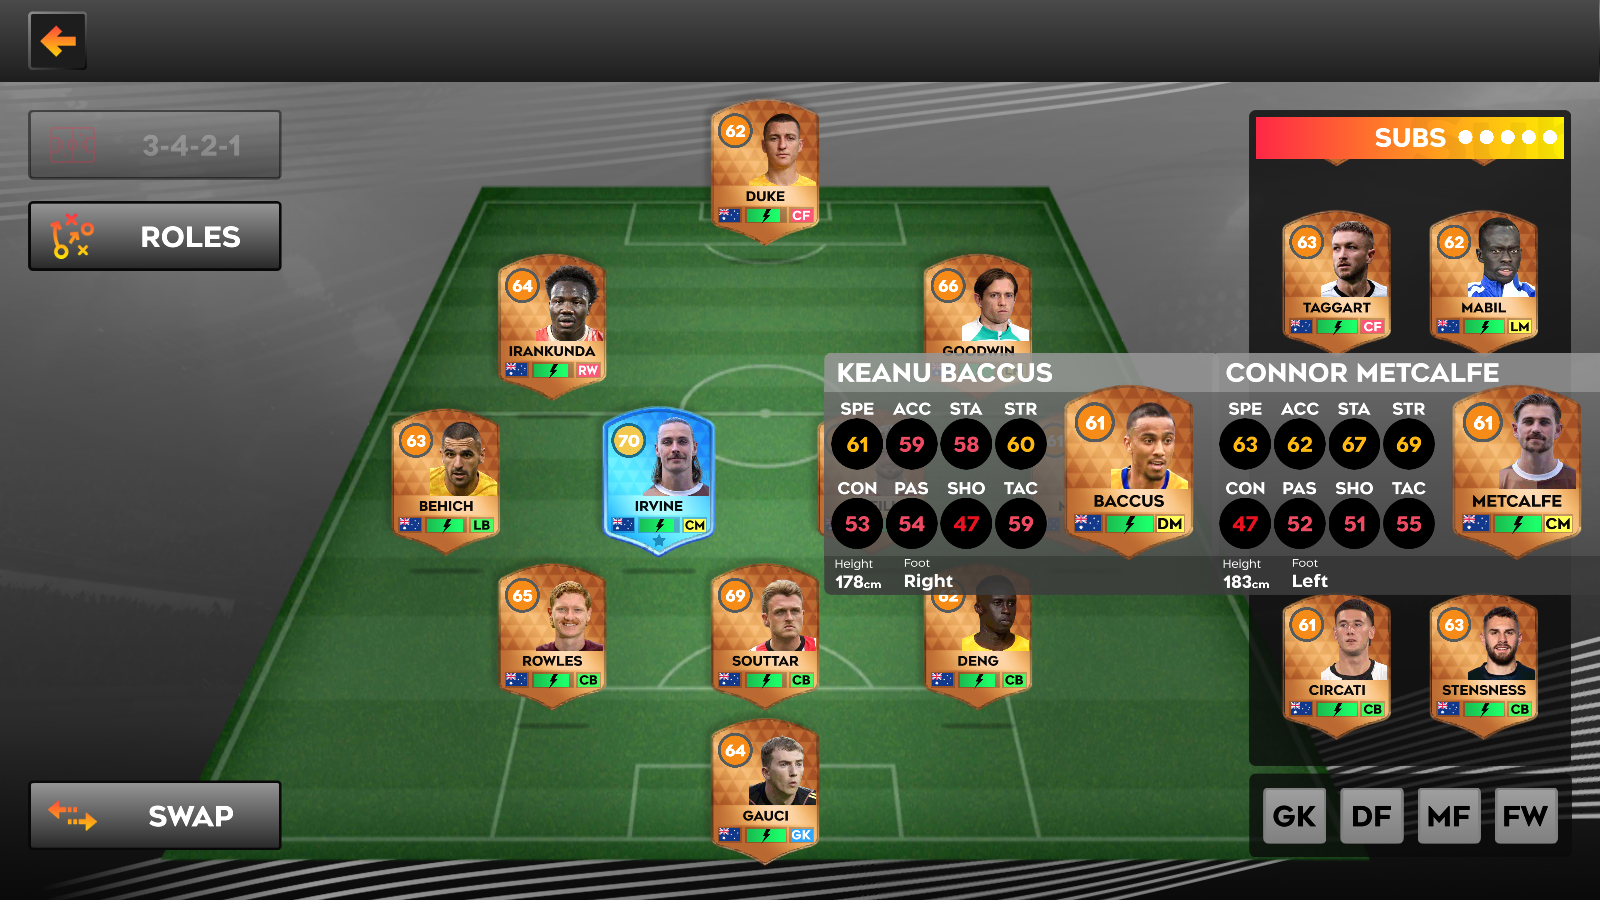 3-4-2-1
ROLES
SWAP
62
DUKE
CF
64
IRANKUNDA
RW
66
GOODWIN
63
BEHICH
LB
70
IRVINE
CM
65
ROWLES
CB
69
SOUTTAR
CB
62
DENG
CB
64
GAUCI
GK
KEANU BACCUS
SPE ACC STA STR
61 59 58 60
CON PAS SHO TAC
53 54 47 59
Height Foot
178cm Right
61
BACCUS
DM
CONNOR METCALFE
SPE ACC STA STR
63 62 67 69
CON PAS SHO TAC
47 52 51 55
Height Foot
183cm Left
61
METCALFE
CM
SUBS
63
TAGGART
CF
62
MABIL
LM
61
CIRCATI
CB
63
STENSNESS
CB
GK DF MF FW